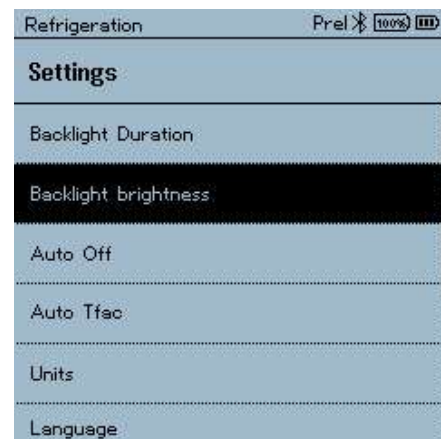 Refrigeration Prel 100%
Settings
Backlight Duration
Backlight brightness
Auto Off
Auto Tfac
Units
Language